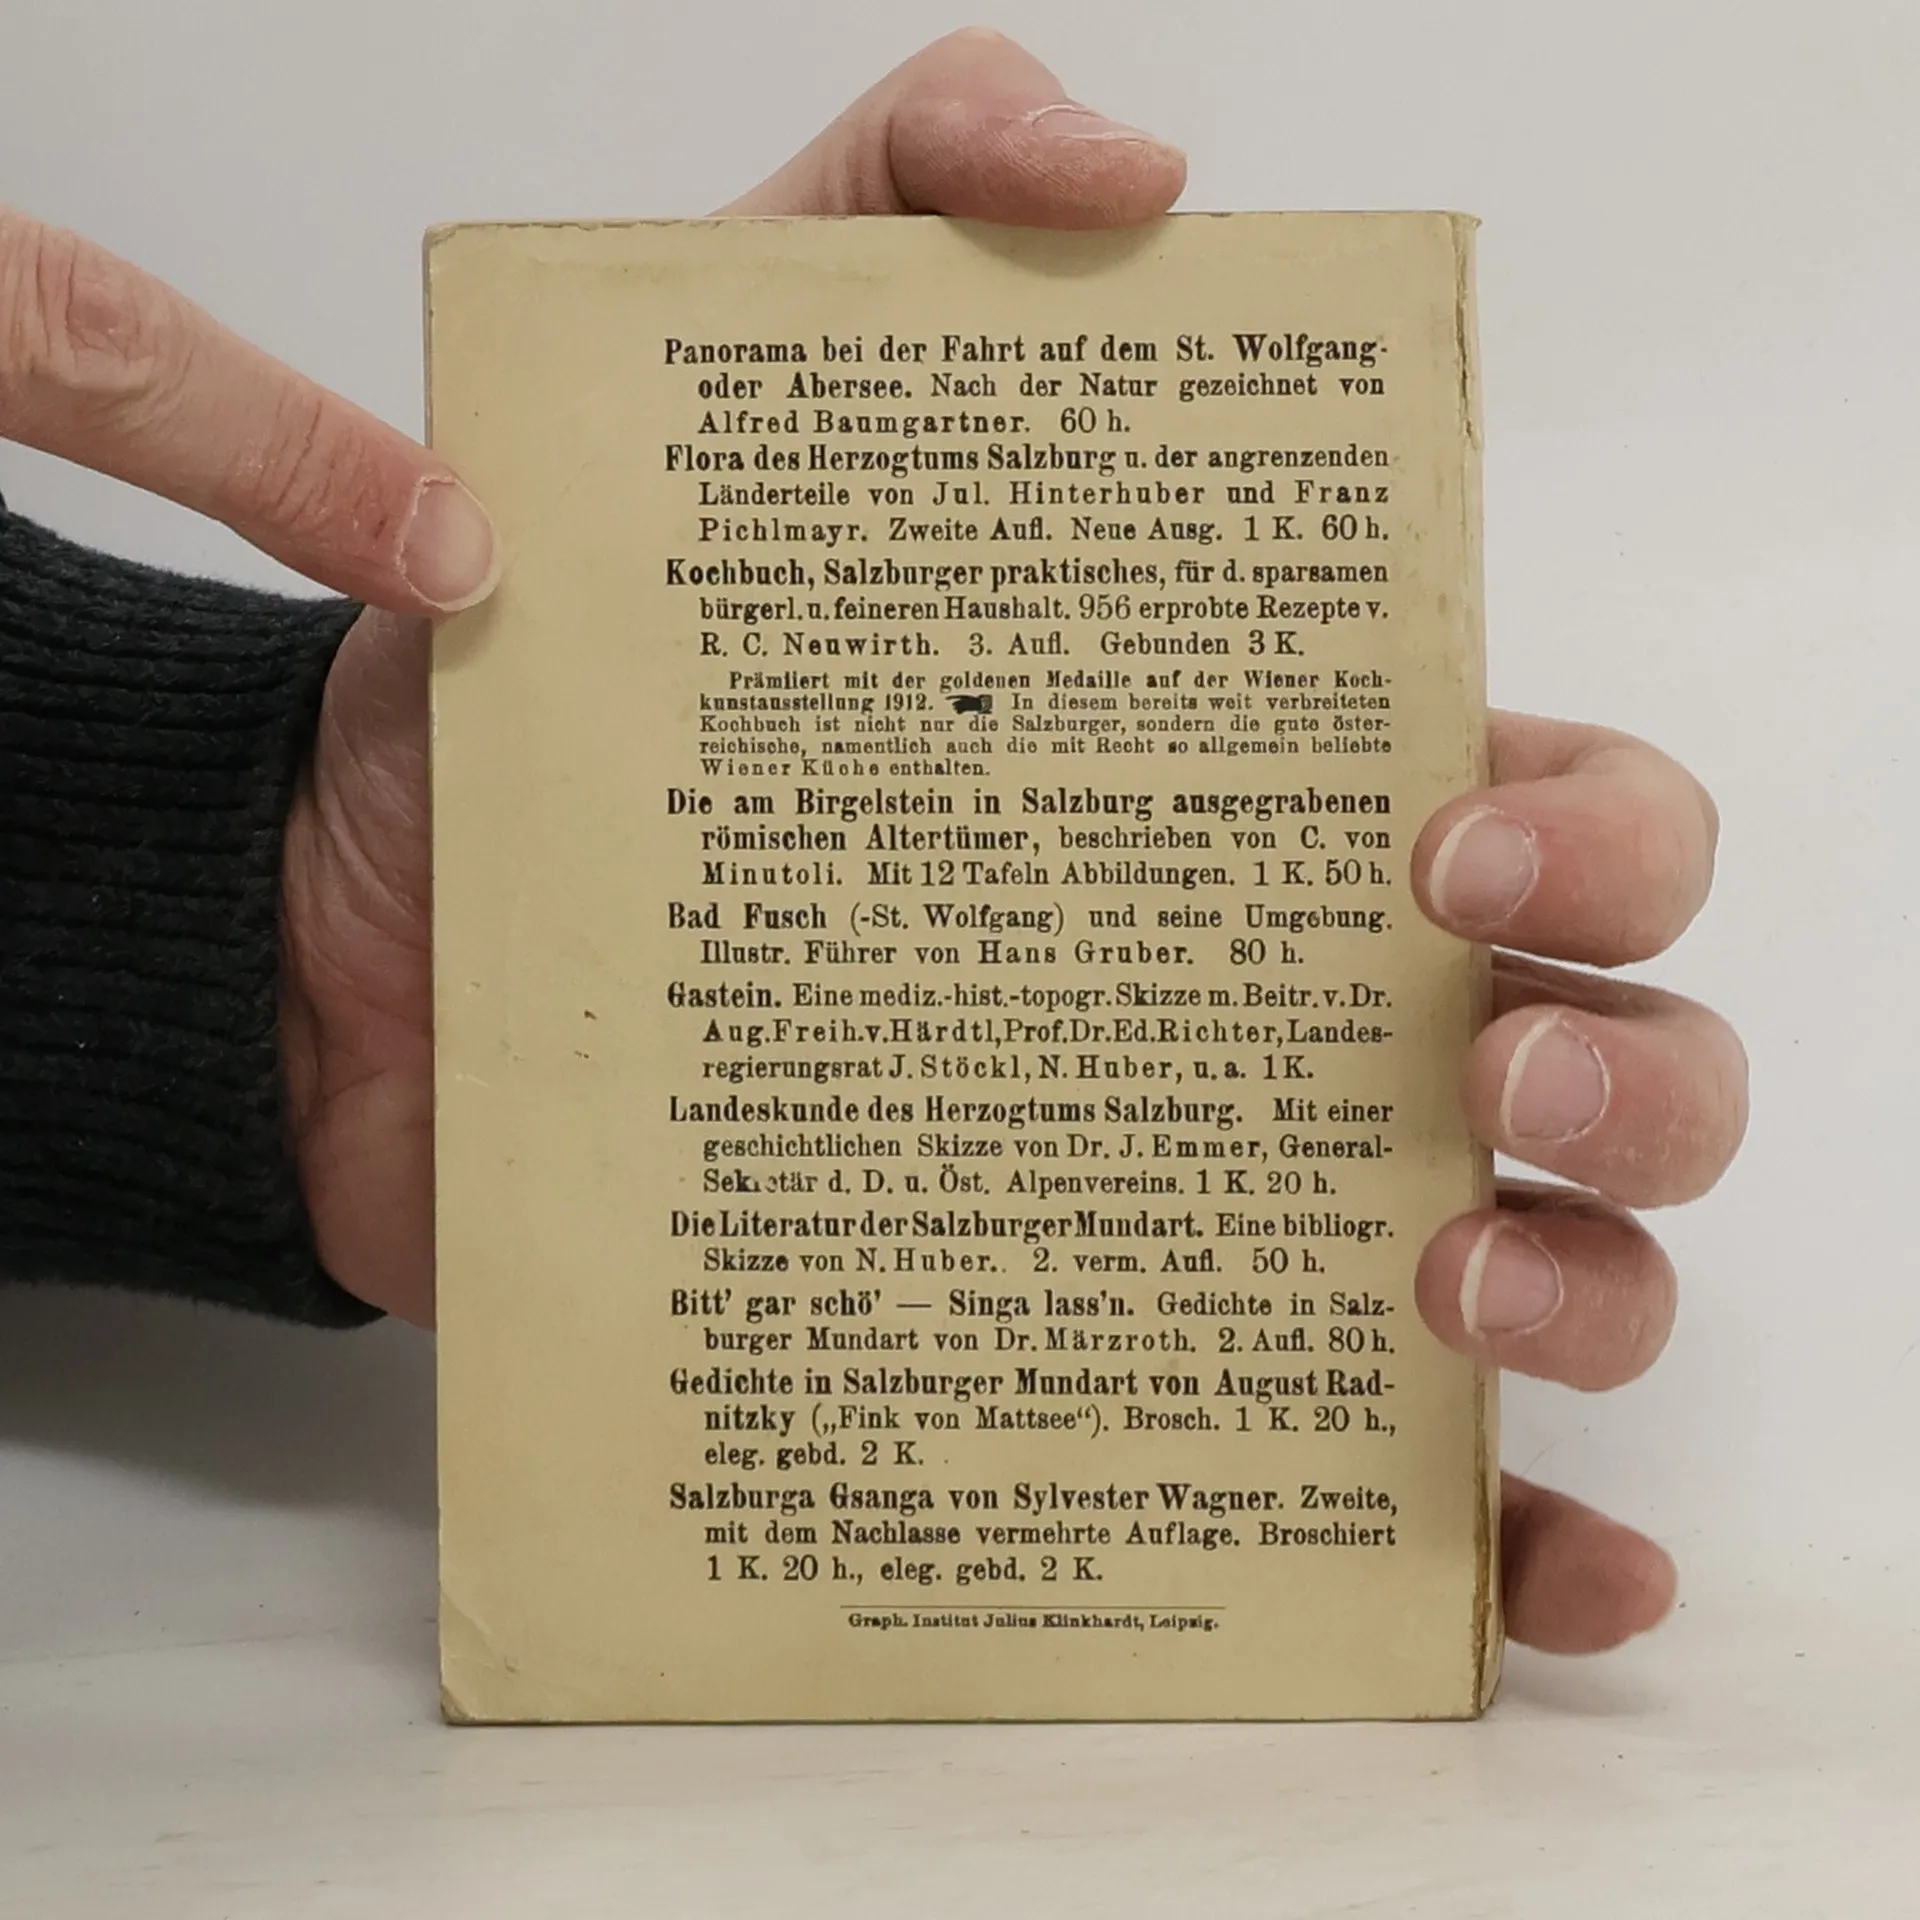 Panorama bei der Fahrt auf dem St. Wolfgang-
oder Abersee. Nach der Natur gezeichnet von
Alfred Baumgartner. 60 h.
Flora des Herzogtums Salzburg u. der angrenzenden
Länderteile von Jul. Hinterhuber und Franz
Pichlmayr. Zweite Aufl. Neue Ausg. 1 K. 60 h.
Kochbuch, Salzburger praktisches, für d. sparsamen
bürgerl. u. feineren Haushalt. 956 erprobte Rezepte v.
R. C. Neuwirth. 3. Aufl. Gebunden 3 K.
Prämiiert mit der goldenen Medaille auf der Wiener Koch-
kunstausstellung 1912. In diesem bereits weit verbreiteten
Kochbuch ist nicht nur die Salzburger, sondern die gute öster-
reichische, namentlich auch die mit Recht so allgemein beliebte
Wiener Küche enthalten.
Die am Birgelstein in Salzburg ausgegrabenen
römischen Altertümer, beschrieben von C. von
Minutoli. Mit 12 Tafeln Abbildungen. 1 K. 50 h.
Bad Fusch (-St. Wolfgang) und seine Umgebung.
Illustr. Führer von Hans Gruber. 80 h.
Gastein. Eine mediz.-hist.-topogr. Skizze m. Beitr. v. Dr.
Aug. Freih. v. Härdtl, Prof. Dr. Ed. Richter, Landes-
regierungsrat J. Stöckl, N. Huber, u. a. 1 K.
Landeskunde des Herzogtums Salzburg. Mit einer
geschichtlichen Skizze von Dr. J. Emmer, General-
Sekretär d. D. u. Öst. Alpenvereins. 1 K. 20 h.
Die Literatur der Salzburger Mundart. Eine bibliogr.
Skizze von N. Huber. 2. verm. Aufl. 50 h.
Bitt' gar schö' — Singa lass'n. Gedichte in Salz-
burger Mundart von Dr. Märzroth. 2. Aufl. 80 h.
Gedichte in Salzburger Mundart von August Rad-
nitzky („Fink von Mattsee“). Brosch. 1 K. 20 h.,
eleg. gebd. 2 K.
Salzburga Gsanga von Sylvester Wagner. Zweite,
mit dem Nachlasse vermehrte Auflage. Broschiert
1 K. 20 h., eleg. gebd. 2 K.
Graph. Institut Julius Klinkhardt, Leipzig.